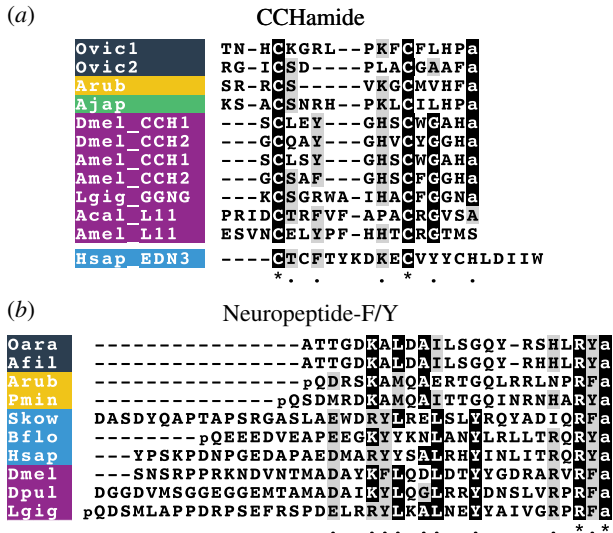 (a) CCHamide
Ovic1 TN-HCKGRL--PKFCFLHPa
Ovic2 RG-ICSD----PLACGAAFa
Arub SR-RCS-----VKGCMVHFa
Ajap KS-ACSNRH-PKLCILHPa
Dmel_CCH1 ---SCLEY----GHSCWGAHa
Dmel_CCH2 ---GCQAY----GHVCYGGHa
Amel_CCH1 ---SCLSY----GHSCWGAHa
Amel_CCH2 ---GCSAF----GHSCFGGHa
Lgig_GGNG ---KCSGRWA-IHACFGGNa
Acal_L11 PRIDCTRFVF-APACRGVSA
Amel_L11 ESVNCELYPF-HHTCRGTMS
Hsap_EDN3 ----CTCFTYKDKECVYYCHLDIIW
* . . * . .
(b) Neuropeptide-F/Y
Oara ----------------ATTGDKALDAILSGQY-RSHLRYa
Afil ----------------ATTGDKALDAILSGQY-RHHLRYa
Arub ----------------pQDRSKAMQAERTGQLRRLNPRFa
Pmin --------------pQSDMRDKAMQAITTGQINRNHARYa
Skow DASDYQAPTAPSRGASLAEWDRYLRELSLYRQYADIQRFa
Bflo --------pQEEEDVEAPEEGKYYKNLANYLRLLTRQRYa
Hsap ---YPSKPDNPGEDAPAEDMARYYSALRHYINLITRQRYa
Dmel ---SNSRPPRKNDVNTMADAYKFLQDLDTYYGDRARVRFa
Dpul DGGDVMSGGEGGEMTAMADAIKYLQGLRRYDNSLVRPRFa
Lgig pQDSMLAPPDRPSEFRSPDELRRYLKALNEYYAIVGRPRFa
. ... .. . . *.*